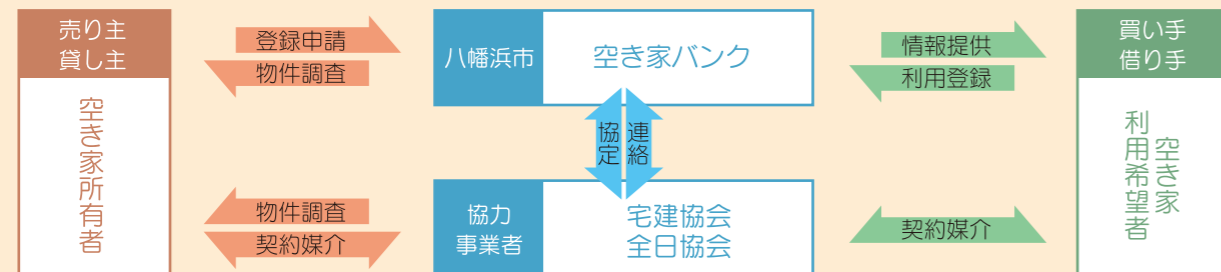 売り主
貸し主
空き家所有者
登録申請
物件調査
八幡浜市
空き家バンク
情報提供
利用登録
買い手
借り手
空き家
利用希望者
協定
連絡
物件調査
契約媒介
協力
事業者
宅建協会
全日協会
契約媒介